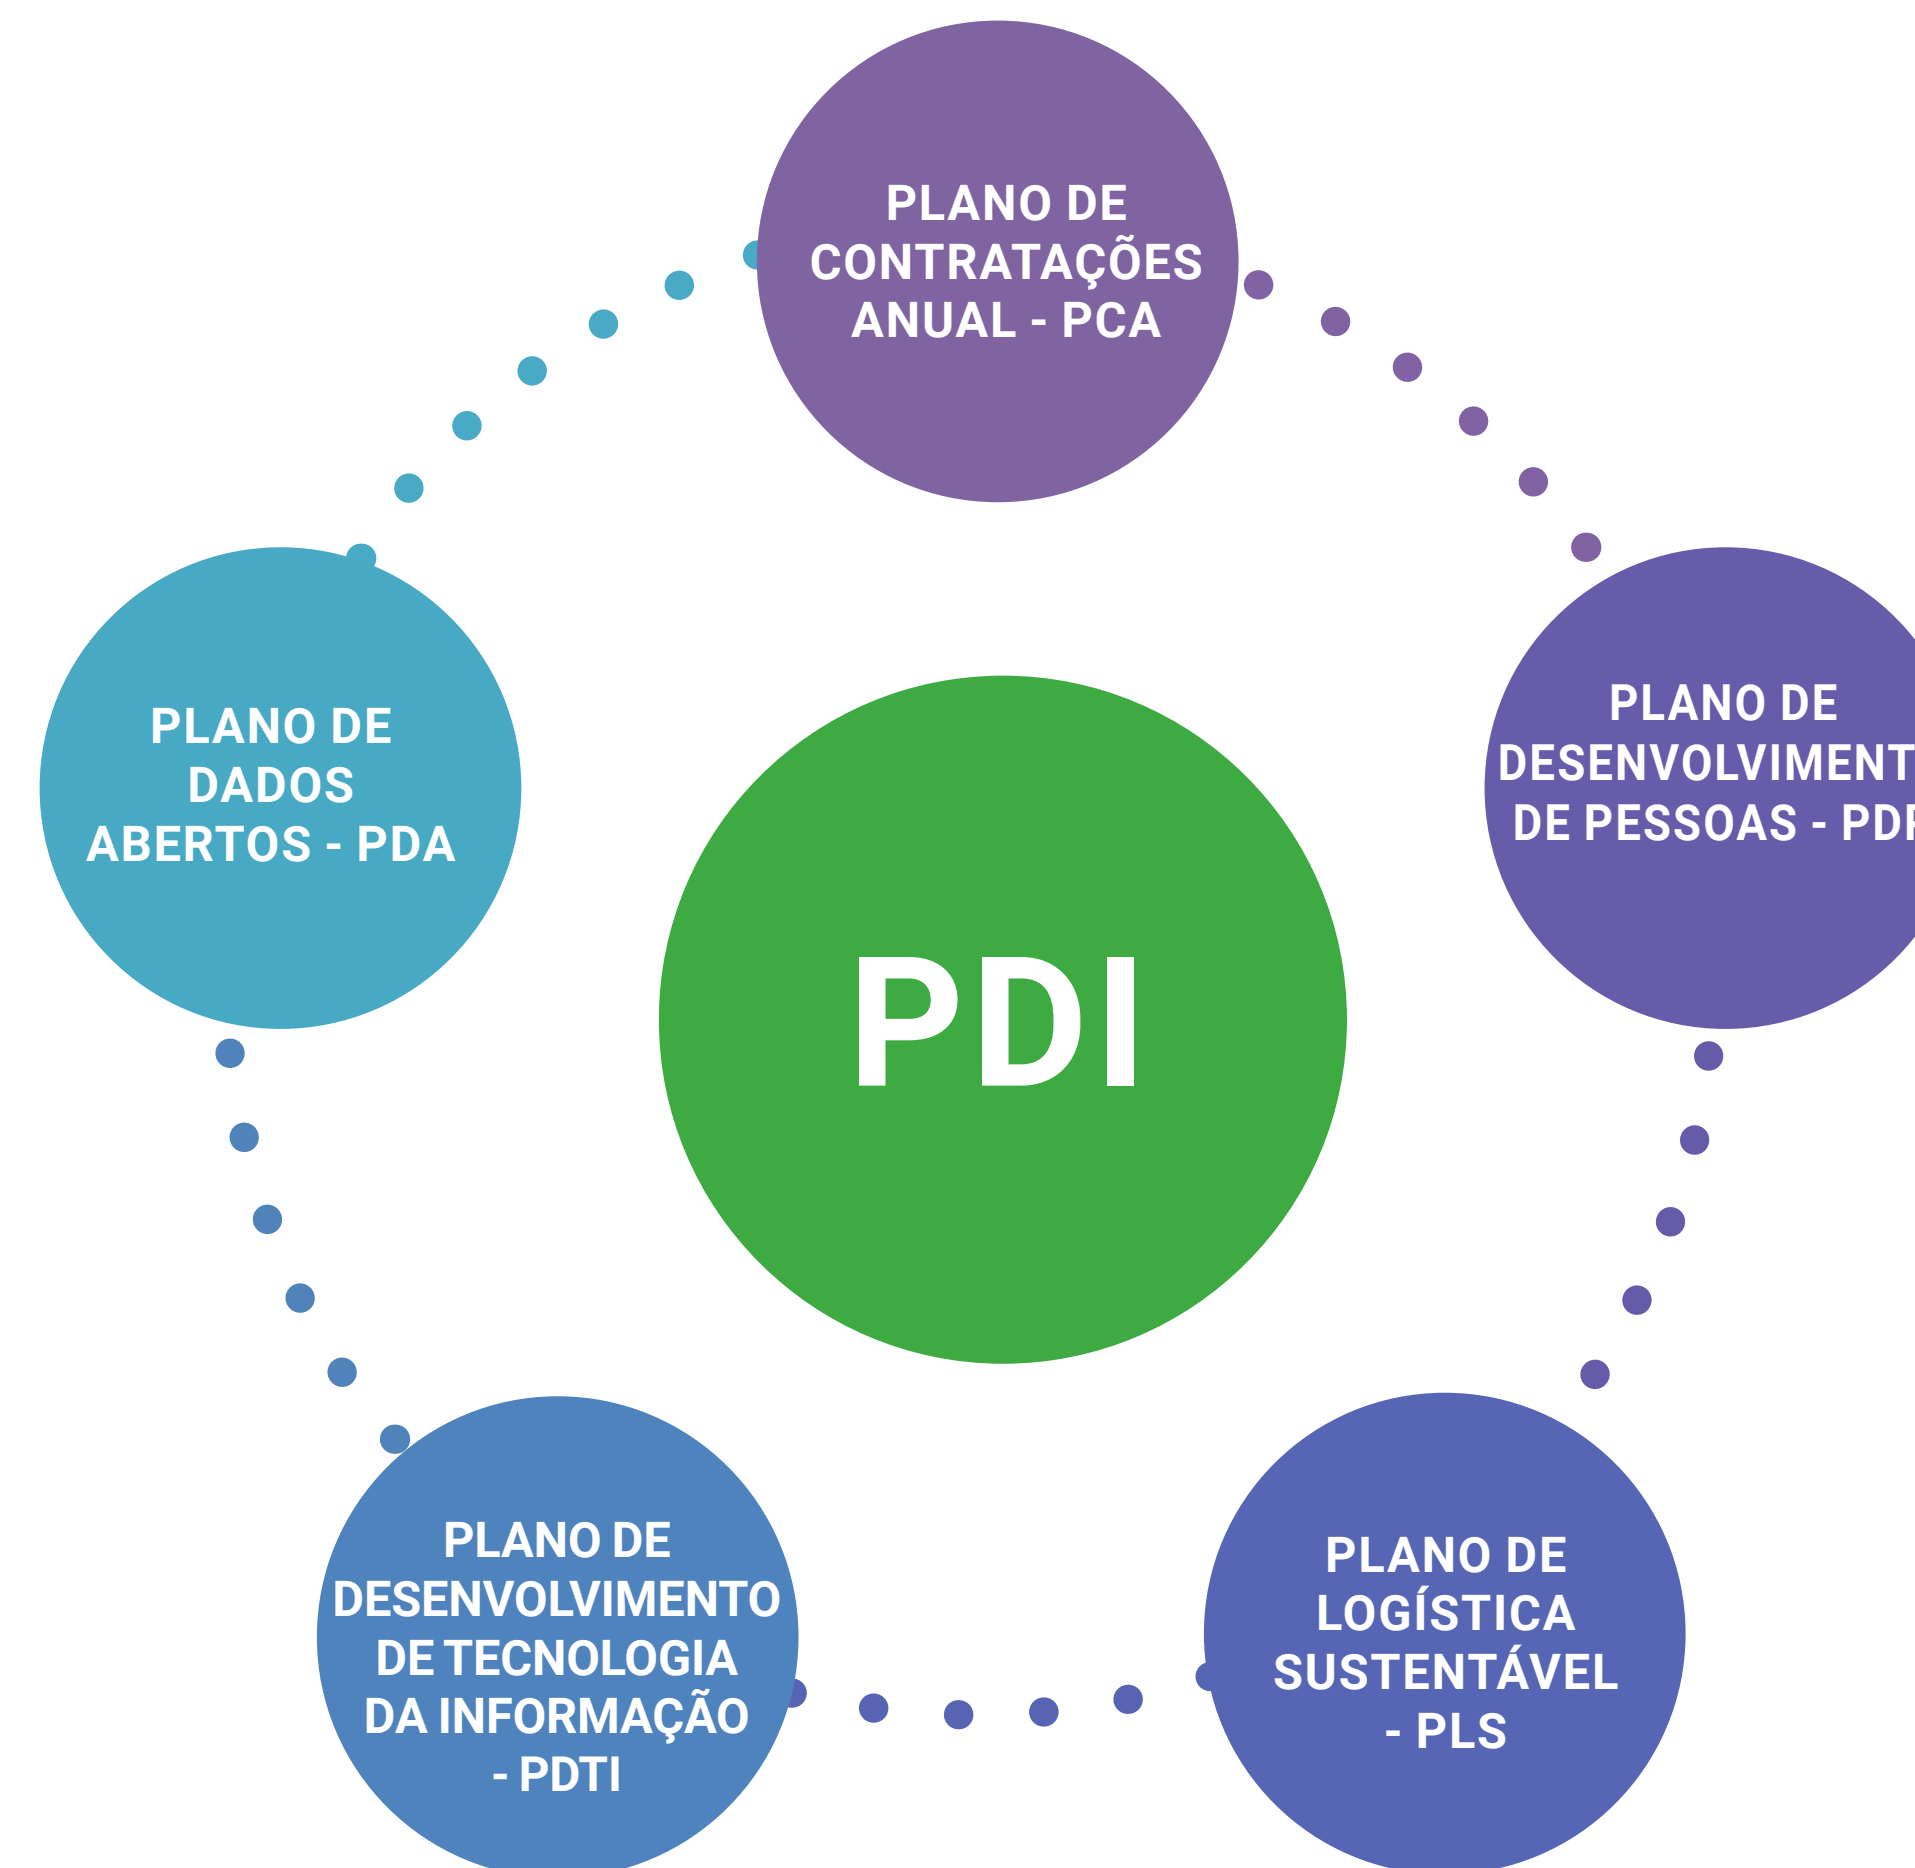 PLANO DE
CONTRATAÇÕES
ANUAL - PCA
PLANO DE
DADOS
ABERTOS - PDA
PLANO DE
DESENVOLVIMENT
DE PESSOAS - PDP
PDI
PLANO DE
DESENVOLVIMENTO
DE TECNOLOGIA
DA INFORMAÇÃO
- PDTI
PLANO DE
LOGÍSTICA
SUSTENTÁVEL
- PLS